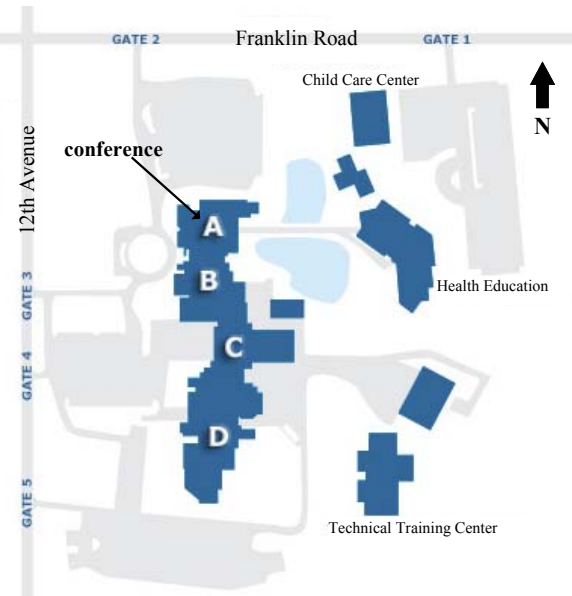 GATE 2
Franklin Road
GATE 1
Child Care Center
N
12th Avenue
conference
A
B
GATE 3
Health Education
C
GATE 4
D
GATE 5
Technical Training Center